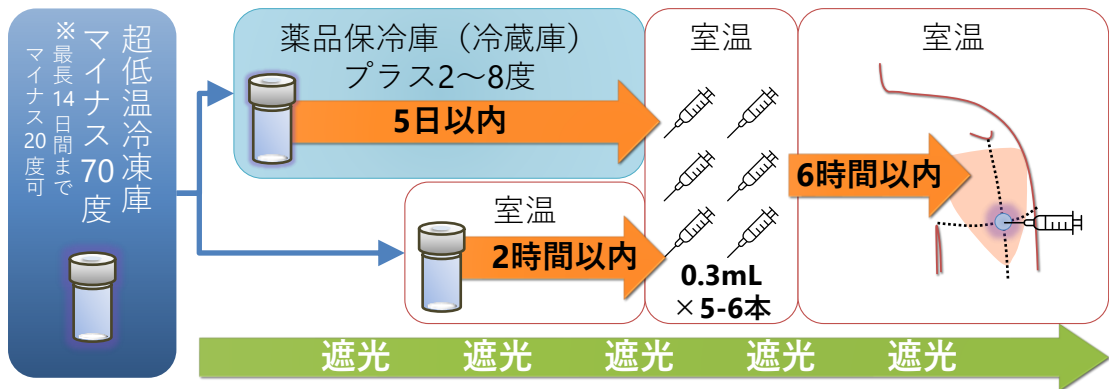 超低温冷凍庫
マイナス70度
※最長14日間まで
マイナス20度可
薬品保冷庫（冷蔵庫）
プラス2～8度
5日以内
室温
2時間以内
室温
0.3mL
×5-6本
室温
6時間以内
遮光 遮光 遮光 遮光 遮光